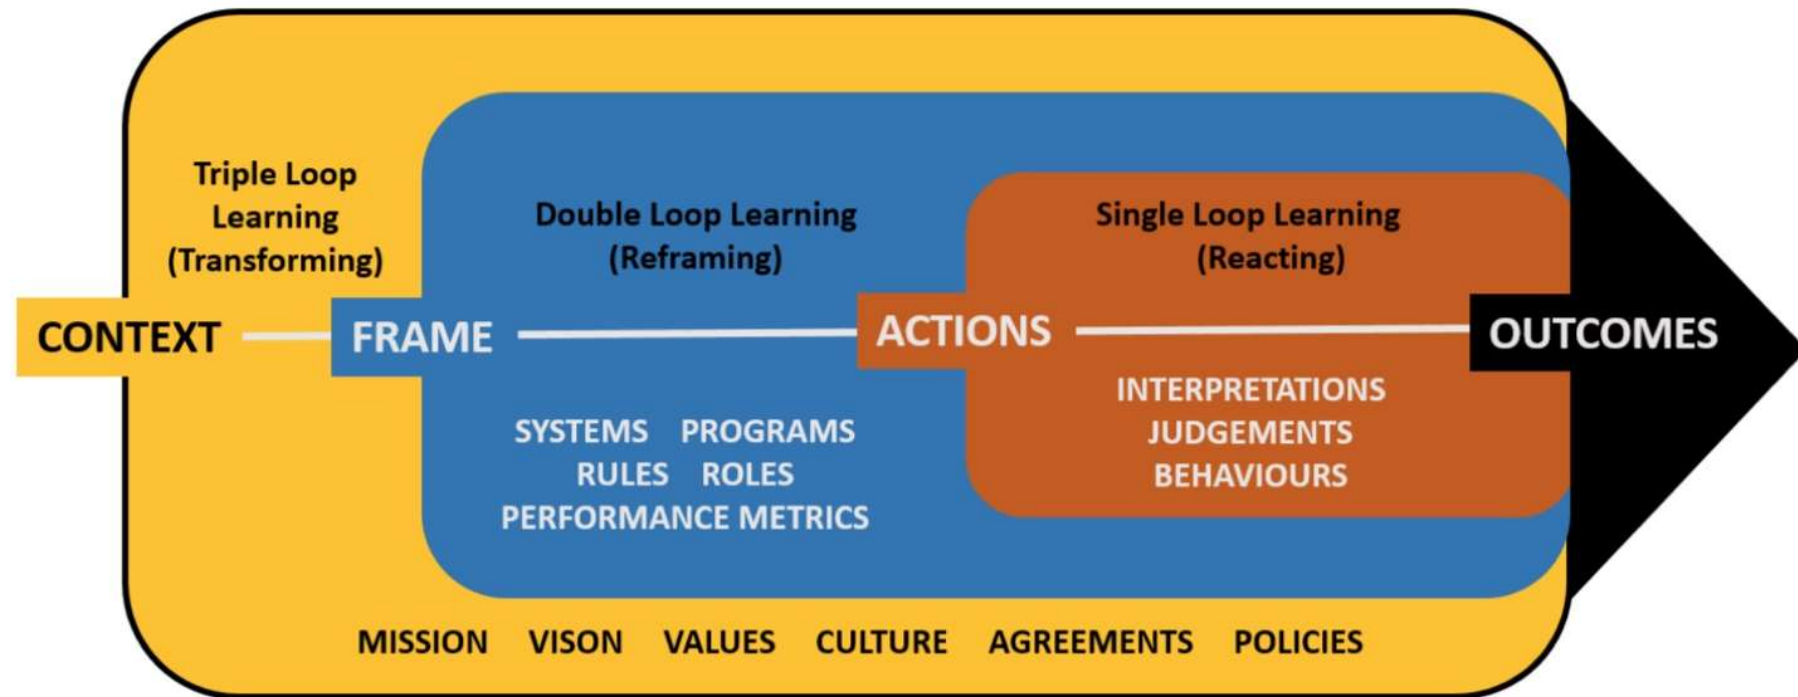 Triple Loop
Learning
(Transforming)
Double Loop Learning
(Reframing)
Single Loop Learning
(Reacting)
CONTEXT
FRAME
ACTIONS
OUTCOMES
SYSTEMS PROGRAMS
RULES ROLES
PERFORMANCE METRICS
INTERPRETATIONS
JUDGEMENTS
BEHAVIOURS
MISSION VISON VALUES CULTURE AGREEMENTS POLICIES